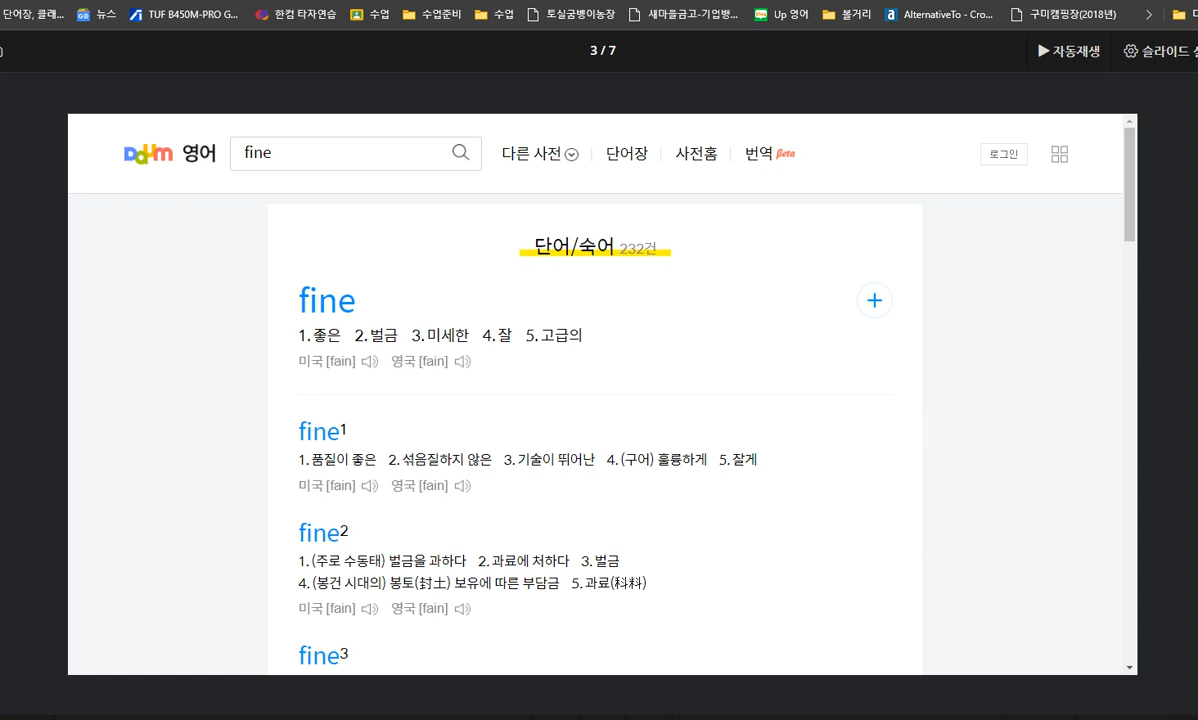 단어장, 클래... 뉴스 TUF B450M-PRO G... 한컴 타자연습 수업 수업준비 수업 토실굼벵이농장 새마을금고-기업뱅... Up 영어 볼거리 AlternativeTo - Cro... 구미캠핑장(2018년)
3 / 7 자동재생 슬라이드
Daum 영어 fine 다른 사전 단어장 사전홈 번역 Beta 로그인
단어/숙어 232건
fine
1. 좋은 2. 벌금 3. 미세한 4. 잘 5. 고급의
미국 [fain] 영국 [fain]
fine1
1. 품질이 좋은 2. 섞음질하지 않은 3. 기술이 뛰어난 4. (구어) 훌륭하게 5. 잘게
미국 [fain] 영국 [fain]
fine2
1. (주로 수동태) 벌금을 과하다 2. 과료에 처하다 3. 벌금
4. (봉건 시대의) 봉토(封土) 보유에 따른 부담금 5. 과료(科料)
미국 [fain] 영국 [fain]
fine3